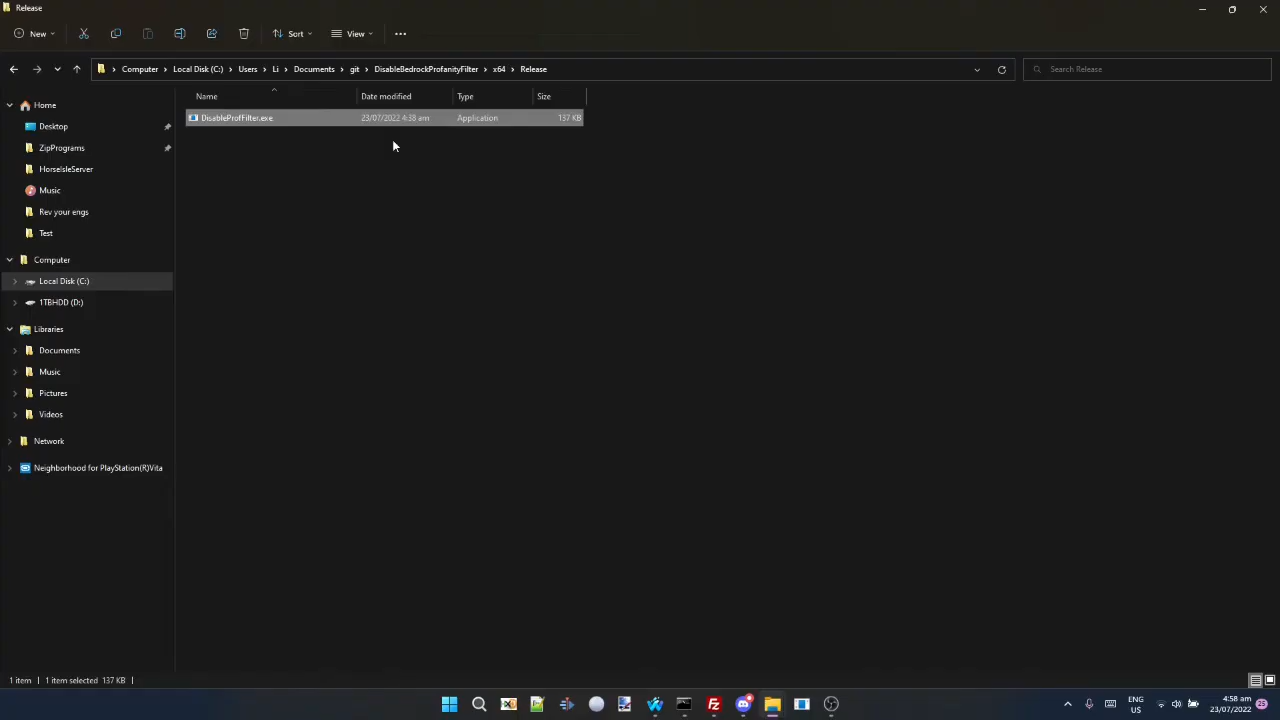 Release
New
Sort
View
Computer
Local Disk (C:)
Users
Li
Documents
git
DisableBedrockProfanityFilter
x64
Release
Search Release
Home
Desktop
ZipPrograms
HorseIsleServer
Music
Rev your engs
Test
Computer
Local Disk (C:)
1TBHDD (D:)
Libraries
Documents
Music
Pictures
Videos
Network
Neighborhood for PlayStation(R)Vita
Name Date modified Type Size
DisableProfFilter.exe 23/07/2022 4:38 am Application 137 KB
1 item 1 item selected 137 KB
ENG
US
4:58 am
23/07/2022